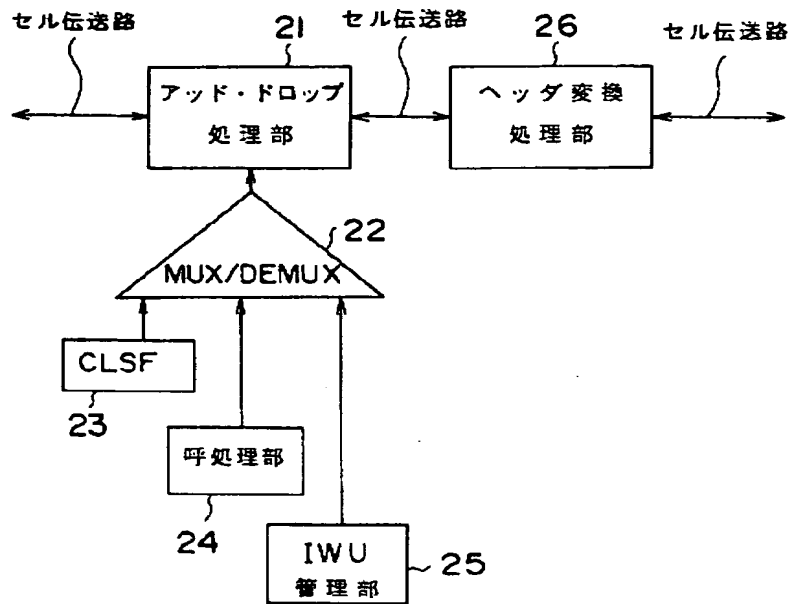 セル伝送路
21
セル伝送路
26
セル伝送路
アッド・ドロップ
処理部
ヘッダ変換
処理部
22
MUX/DEMUX
CLSF
23
呼処理部
24
IWU
管理部
25